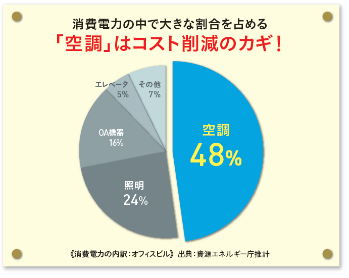 消費電力の中で大きな割合を占める
「空調」はコスト削減のカギ！
エレベータ
5%
その他
7%
OA機器
16%
空調
48%
照明
24%
《消費電力の内訳：オフィスビル》 出典：資源エネルギー庁推計